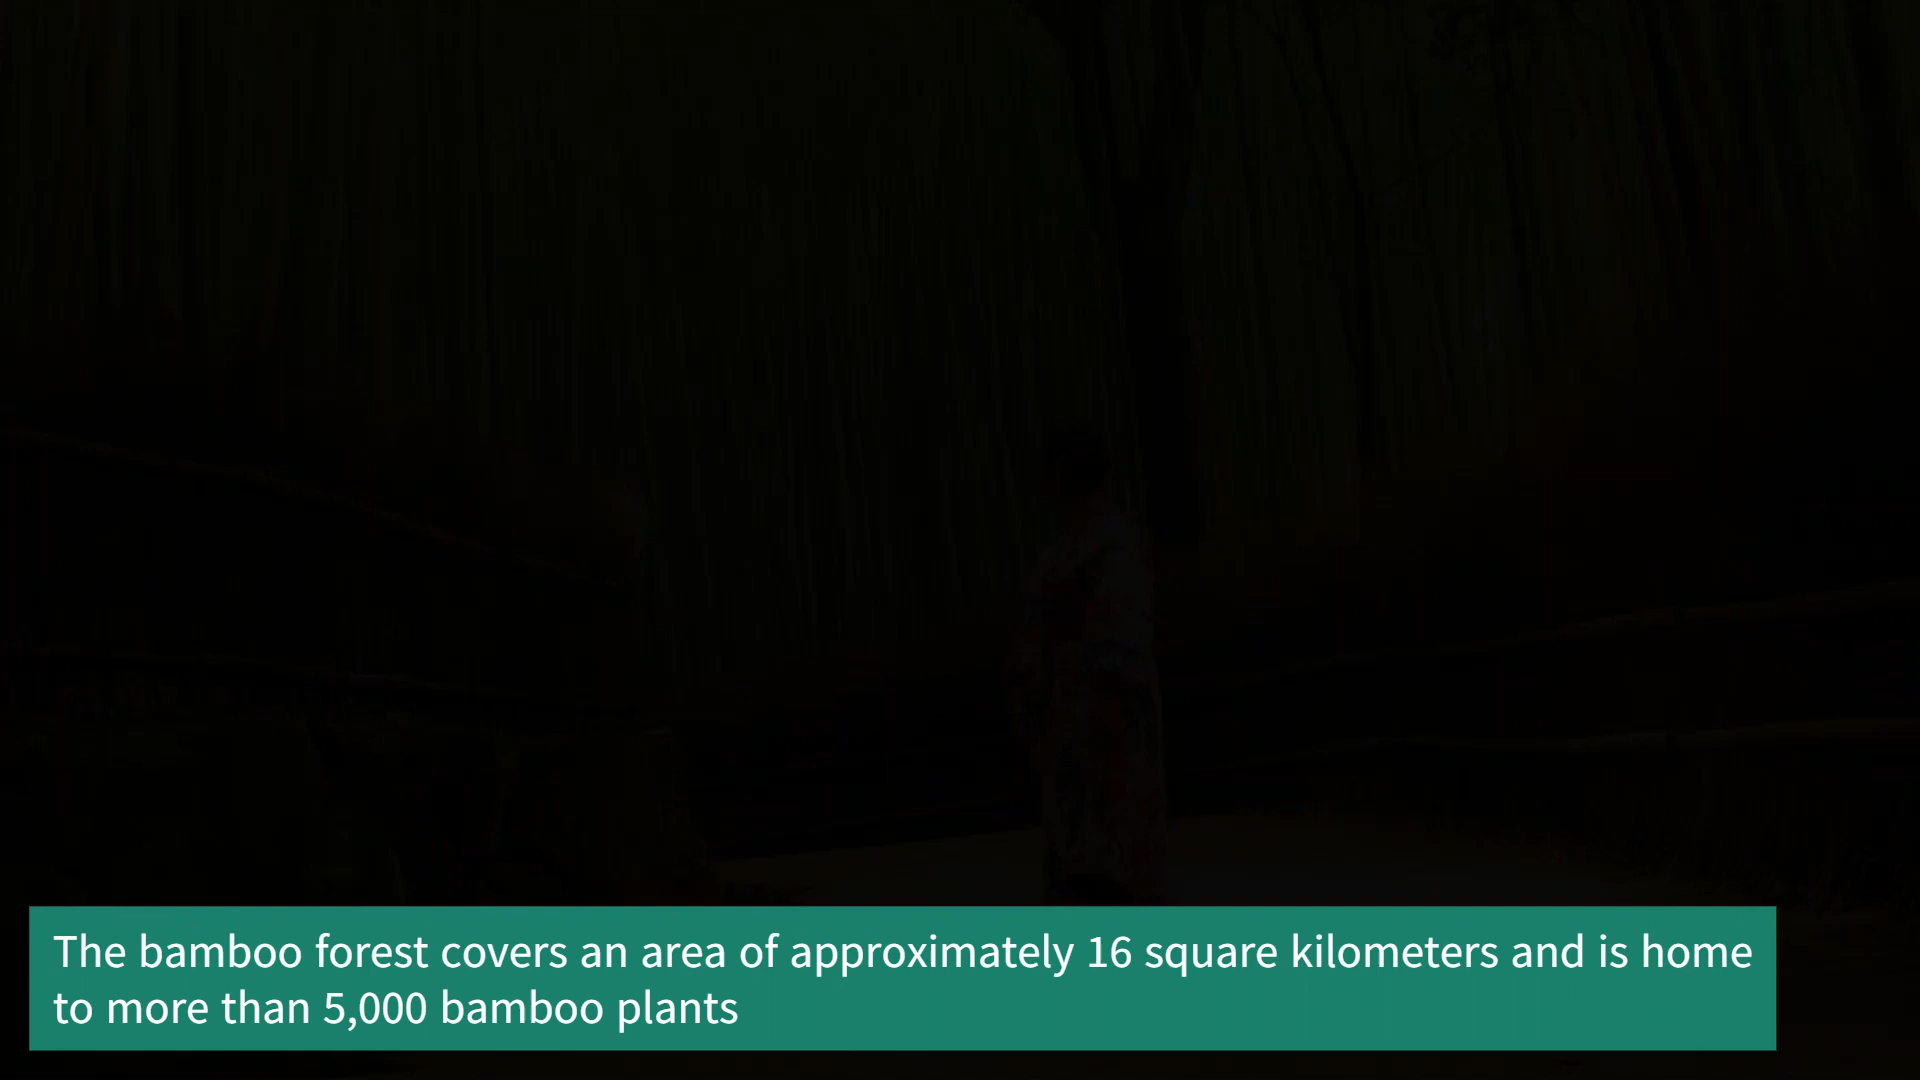 The bamboo forest covers an area of approximately 16 square kilometers and is home
to more than 5,000 bamboo plants